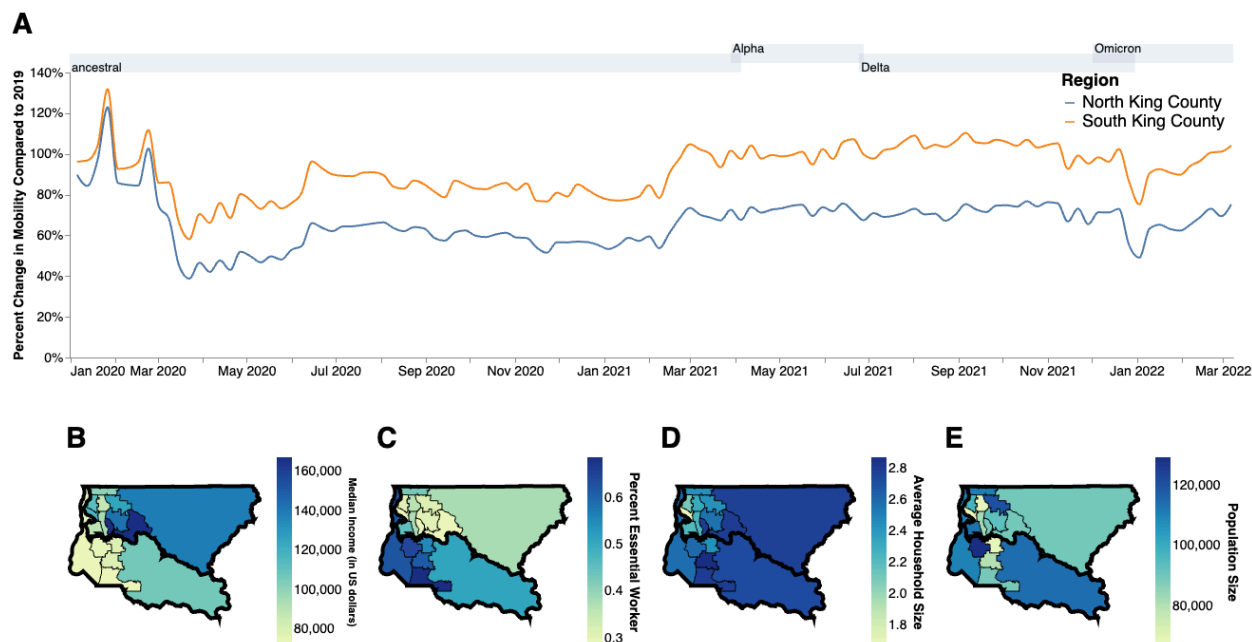 A
Alpha
Omicron
ancestral
Delta
140%
120%
100%
80%
60%
40%
20%
0%
Percent Change in Mobility Compared to 2019
Region
North King County
South King County
Jan 2020 Mar 2020 May 2020 Jul 2020 Sep 2020 Nov 2020 Jan 2021 Mar 2021 May 2021 Jul 2021 Sep 2021 Nov 2021 Jan 2022 Mar 2022
B
160,000
140,000
120,000
100,000
80,000
Median Income (in US dollars)
C
0.6
0.5
0.4
0.3
Percent Essential Worker
D
2.8
2.6
2.4
2.2
2.0
1.8
Average Household Size
E
120,000
100,000
80,000
Population Size